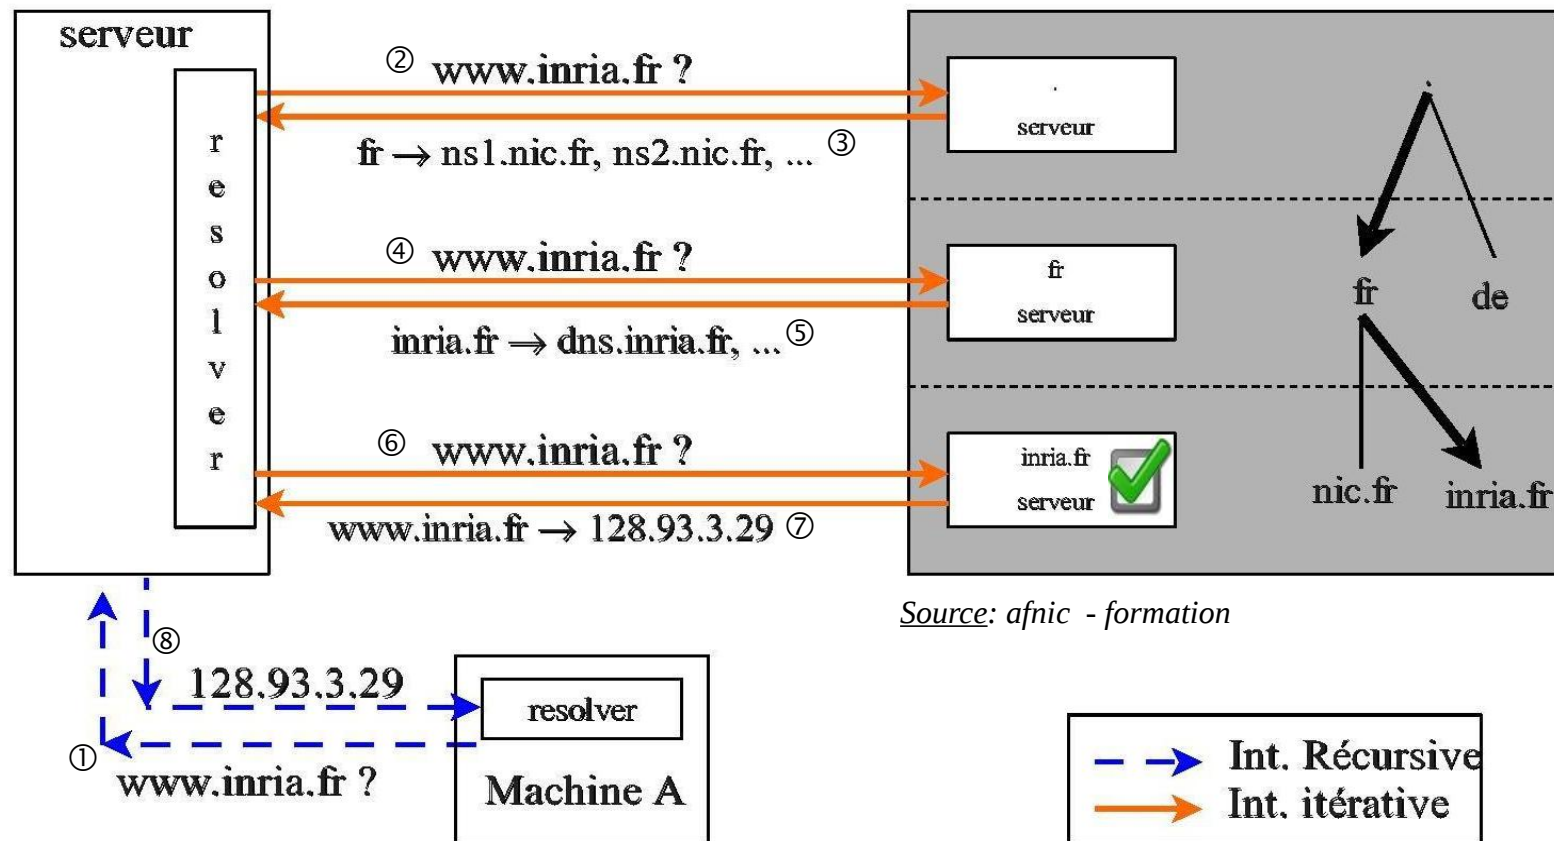 serveur
r
e
s
o
l
v
e
r
② www.inria.fr ?
fr → ns1.nic.fr, ns2.nic.fr, ... ③
④ www.inria.fr ?
inria.fr → dns.inria.fr, ... ⑤
⑥ www.inria.fr ?
www.inria.fr → 128.93.3.29 ⑦
.
serveur
fr
serveur
inria.fr
serveur
.
fr
de
nic.fr
inria.fr
Source: afnic - formation
⑧
128.93.3.29
①
www.inria.fr ?
resolver
Machine A
Int. Récursive
Int. itérative